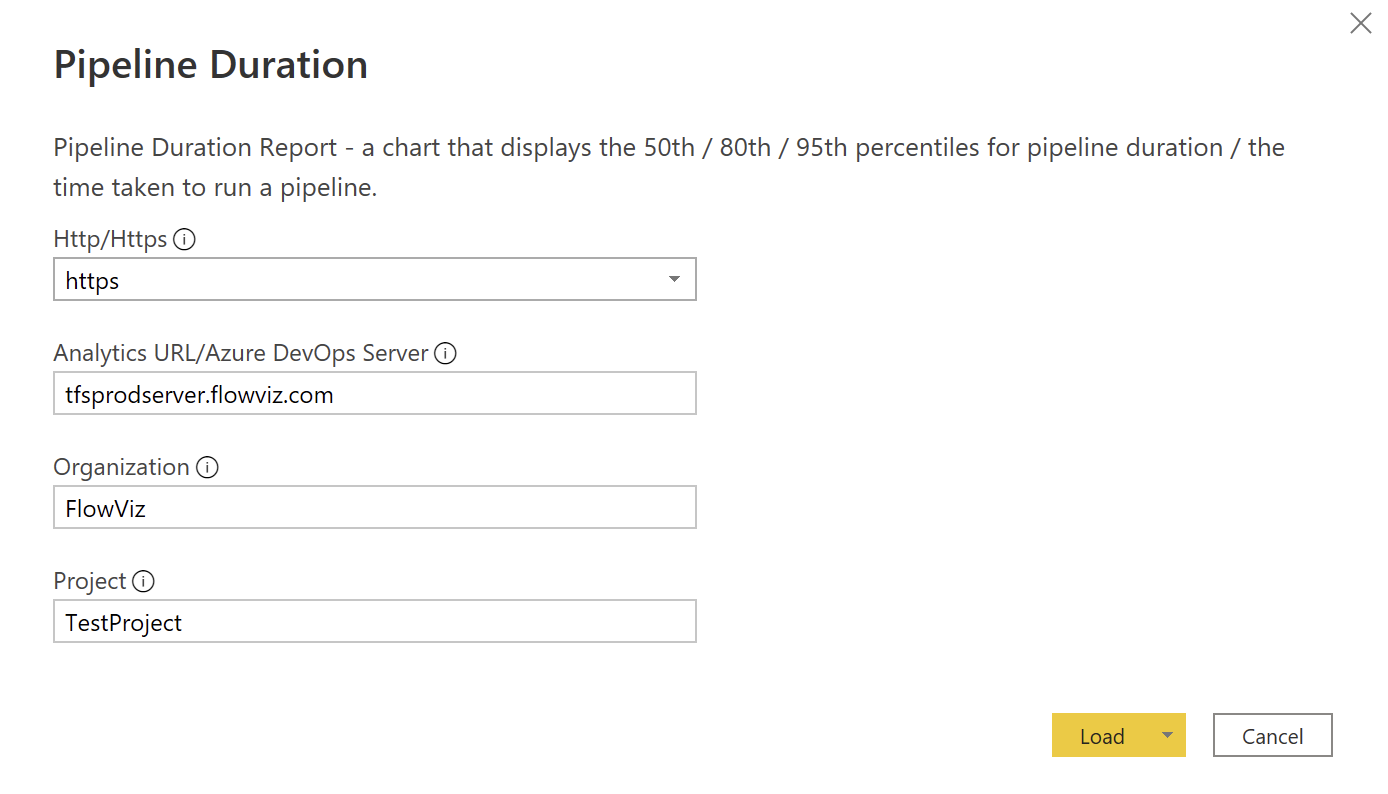 Pipeline Duration
Pipeline Duration Report - a chart that displays the 50th / 80th / 95th percentiles for pipeline duration / the
time taken to run a pipeline.
Http/Https
https
Analytics URL/Azure DevOps Server
tfsprodserver.flowviz.com
Organization
FlowViz
Project
TestProject
Load
Cancel